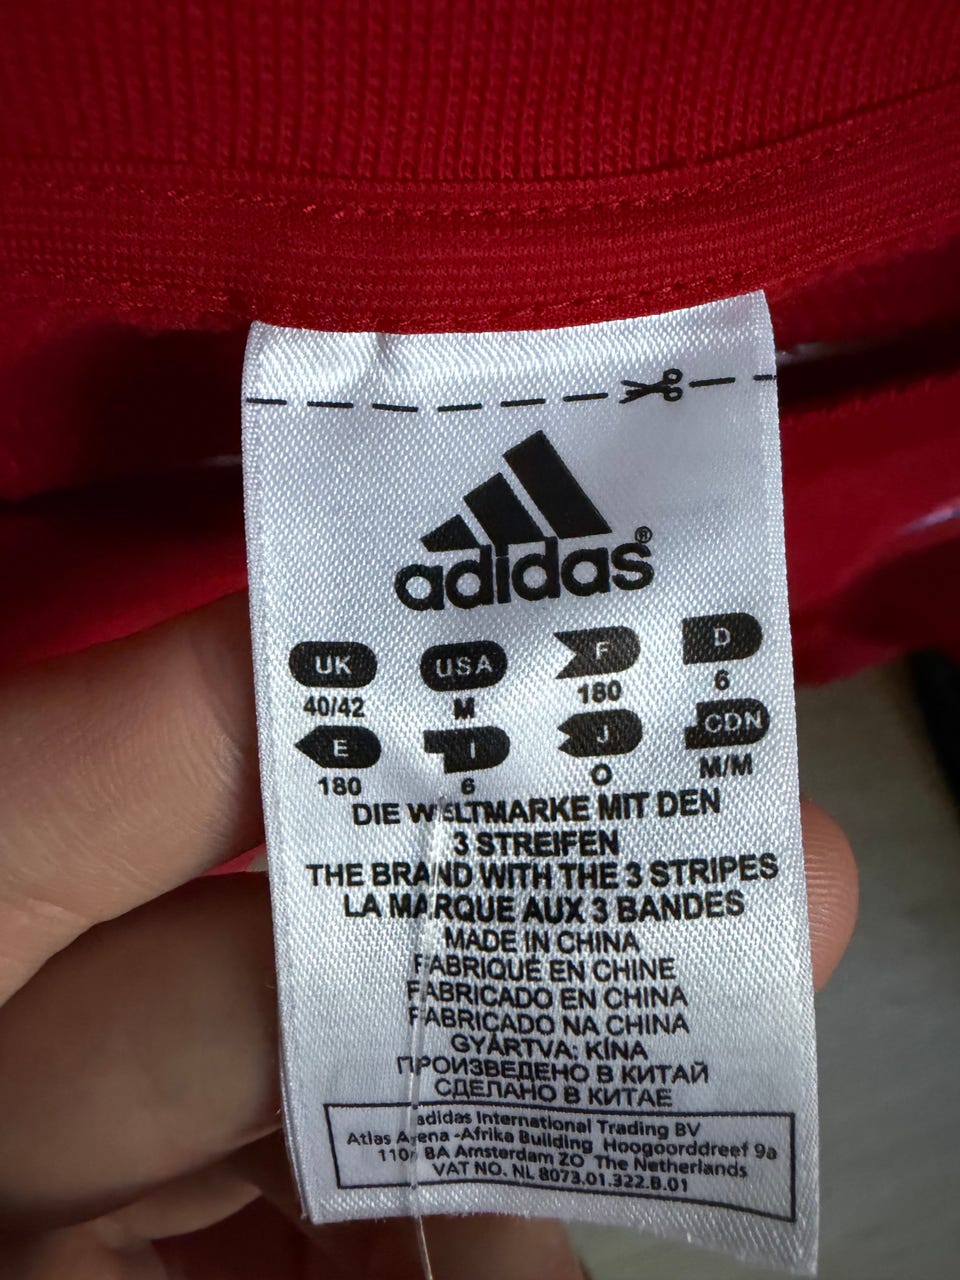 adidas®
UK USA F D
40/42 M 180 6
E I J CDN
180 6 O M/M
DIE WELTMARKE MIT DEN
3 STREIFEN
THE BRAND WITH THE 3 STRIPES
LA MARQUE AUX 3 BANDES
MADE IN CHINA
FABRIQUÉ EN CHINE
FABRICADO EN CHINA
FABRICADO NA CHINA
GYÁRTVA: KÍNA
ПРОИЗВЕДЕНО В КИТАЙ
СДЕЛАНО В КИТАЕ
adidas International Trading BV
Atlas Arena -Afrika Building Hoogoorddreef 9a
BA Amsterdam ZO The Netherlands
VAT NO. NL 8073.01.322.B.01